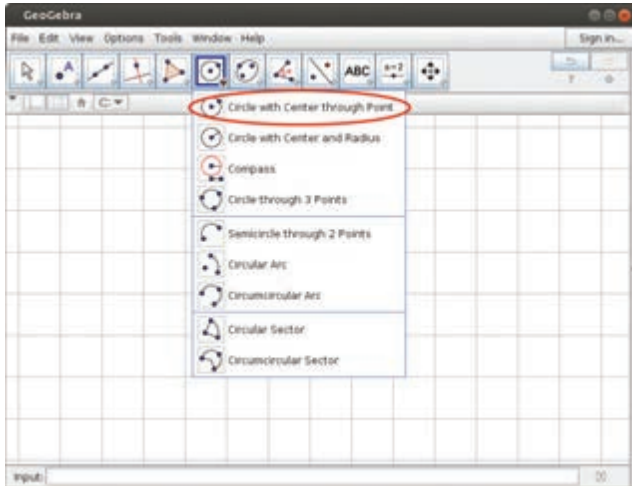 GeoGebra
File Edit View Options Tools Window Help
Sign in...
A
ABC
a=2
Circle with Center through Point
Circle with Center and Radius
Compass
Circle through 3 Points
Semicircle through 2 Points
Circular Arc
Circumcircular Arc
Circular Sector
Circumcircular Sector
Input: